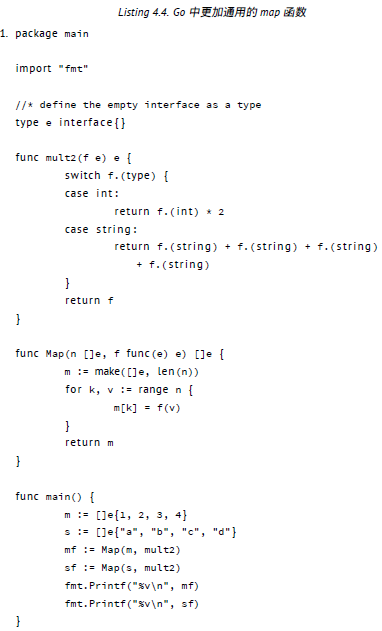 Listing 4.4. Go 中更加通用的 map 函数
1. package main
import "fmt"
//* define the empty interface as a type
type e interface{}
func mult2(f e) e {
switch f.(type) {
case int:
return f.(int) * 2
case string:
return f.(string) + f.(string) + f.(string)
+ f.(string)
}
return f
}
func Map(n []e, f func(e) e) []e {
m := make([]e, len(n))
for k, v := range n {
m[k] = f(v)
}
return m
}
func main() {
m := []e{1, 2, 3, 4}
s := []e{"a", "b", "c", "d"}
mf := Map(m, mult2)
sf := Map(s, mult2)
fmt.Printf("%v\n", mf)
fmt.Printf("%v\n", sf)
}